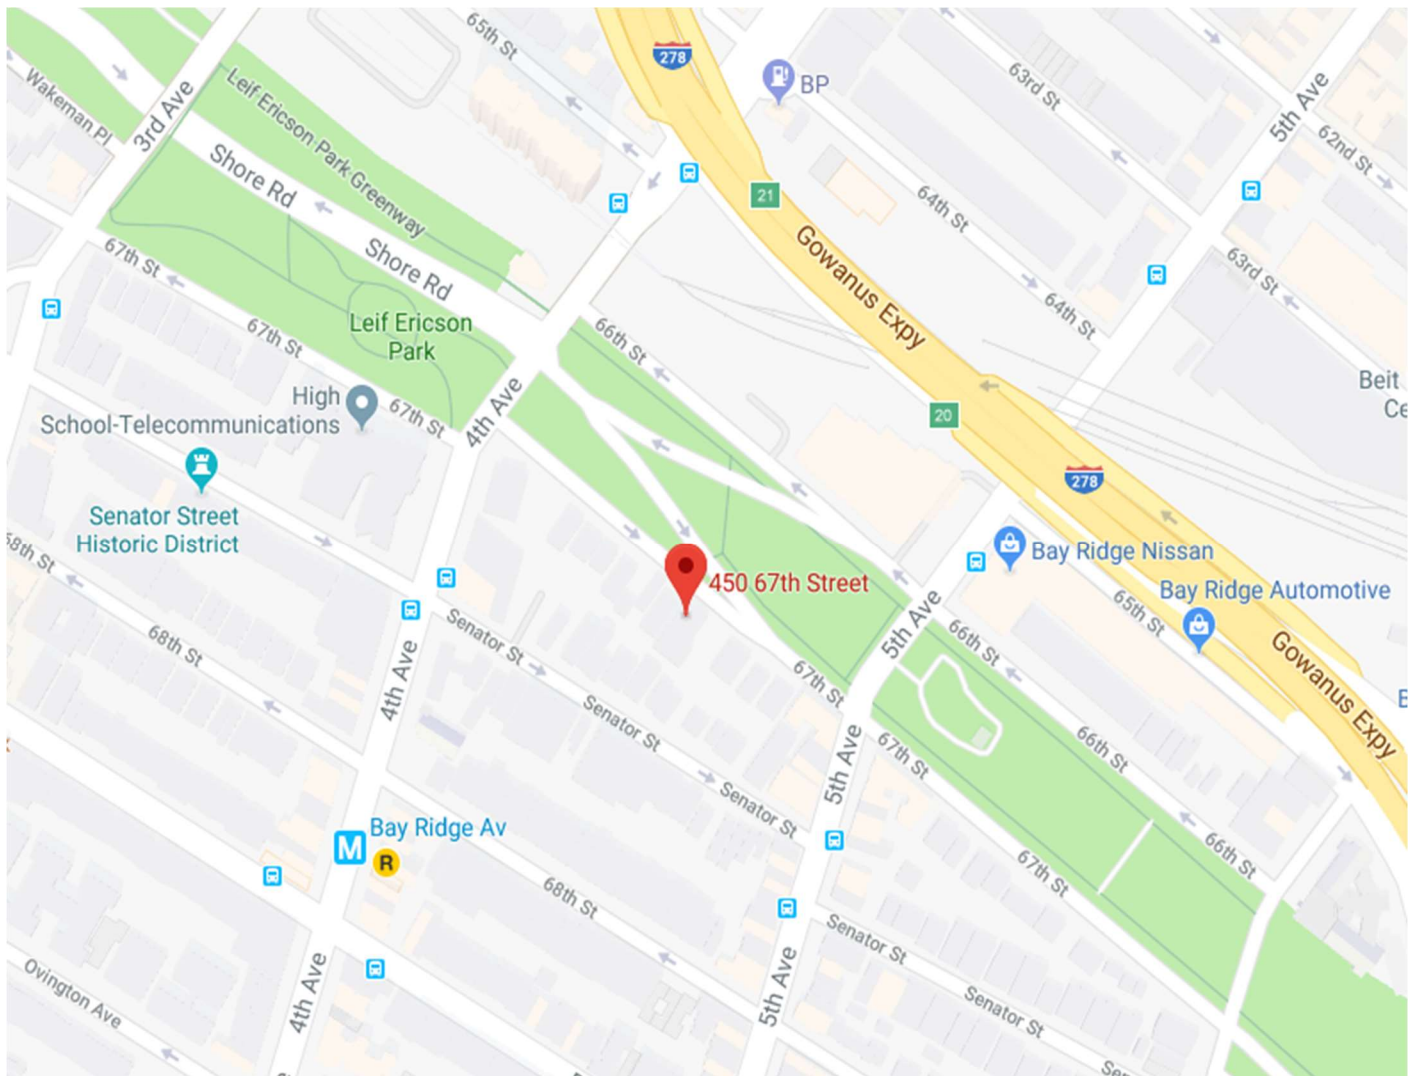 65th St
278
BP
63rd St
5th Ave
62nd St
Wakeman Pl
3rd Ave
Leif Ericson Park Greenway
Shore Rd
21
64th St
67th St
Shore Rd
Gowanus Expy
63rd St
64th St
Leif Ericson
Park
67th St
66th St
Beit
Ce
High
School-Telecommunications
67th St
4th Ave
20
278
Senator Street
Historic District
68th St
Bay Ridge Nissan
450 67th Street
Bay Ridge Automotive
65th St
5th Ave
66th St
Senator St
68th St
4th Ave
67th St
Gowanus Expy
B
Senator St
67th St
5th Ave
66th St
Senator St
M
Bay Ridge Av
R
66th St
67th St
68th St
Senator St
Ovington Ave
4th Ave
5th Ave
Senator St
Sen